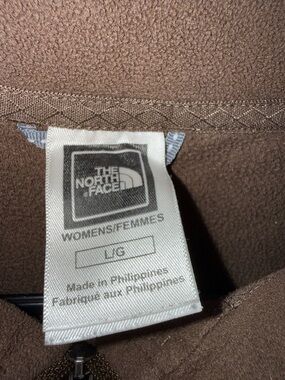 THE
NORTH
FACE
WOMENS/FEMMES
L/G
Made in Philippines
Fabriqué aux Philippines